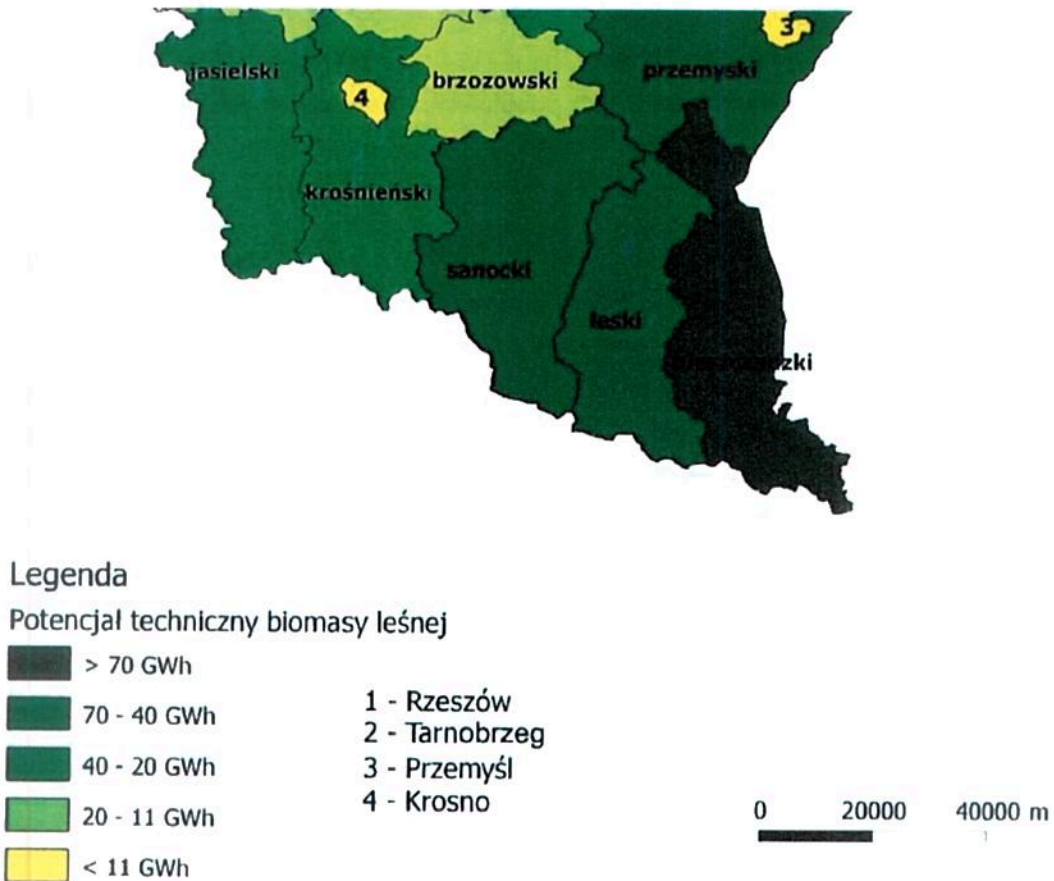 3
jasielski
brzozowski
przemyski
4
krośnieński
sanocki
leski
Legenda
Potencjał techniczny biomasy leśnej
> 70 GWh
70 - 40 GWh
40 - 20 GWh
20 - 11 GWh
< 11 GWh
1 - Rzeszów
2 - Tarnobrzeg
3 - Przemyśl
4 - Krosno
0 20000 40000 m